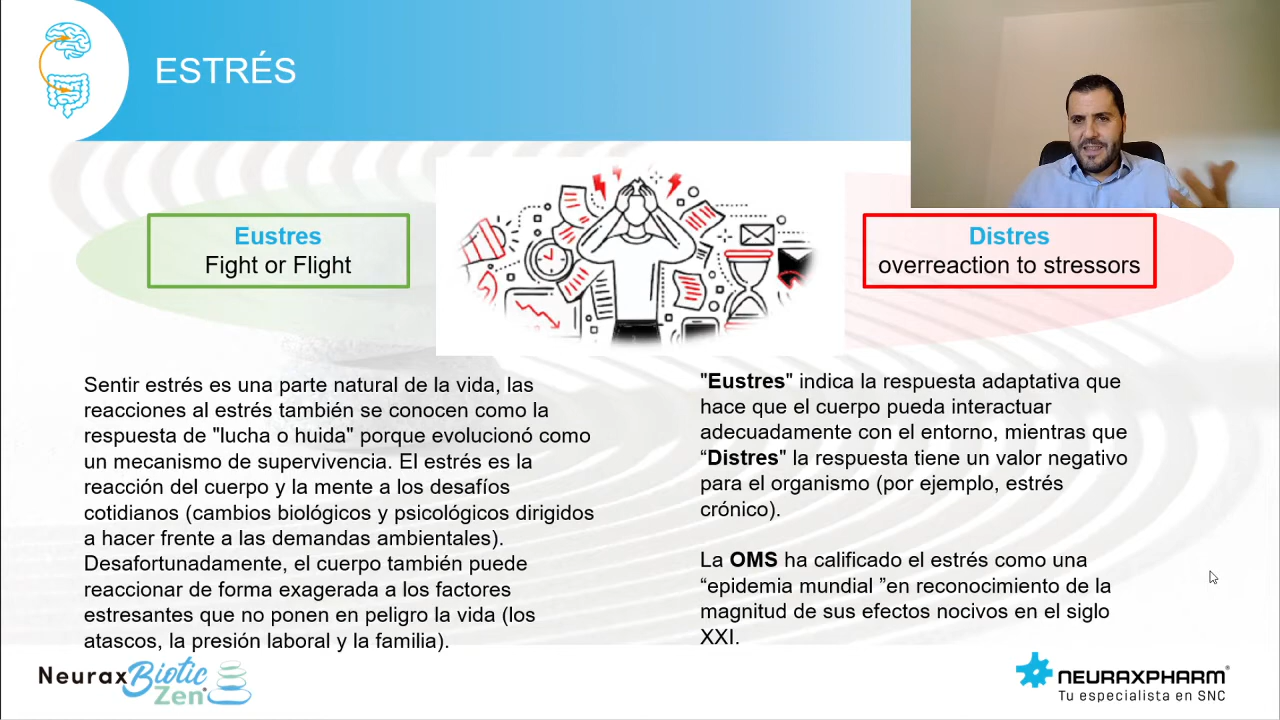 ESTRÉS
Eustres
Fight or Flight
Distres
overreaction to stressors
Sentir estrés es una parte natural de la vida, las
reacciones al estrés también se conocen como la
respuesta de "lucha o huida" porque evolucionó como
un mecanismo de supervivencia. El estrés es la
reacción del cuerpo y la mente a los desafíos
cotidianos (cambios biológicos y psicológicos dirigidos
a hacer frente a las demandas ambientales).
Desafortunadamente, el cuerpo también puede
reaccionar de forma exagerada a los factores
estresantes que no ponen en peligro la vida (los
atascos, la presión laboral y la familia).
"Eustres" indica la respuesta adaptativa que
hace que el cuerpo pueda interactuar
adecuadamente con el entorno, mientras que
“Distres" la respuesta tiene un valor negativo
para el organismo (por ejemplo, estrés
crónico).
La OMS ha calificado el estrés como una
“epidemia mundial ”en reconocimiento de la
magnitud de sus efectos nocivos en el siglo
XXI.
NeuraxBiotic
Zen®
NEURAXPHARM®
Tu especialista en SNC